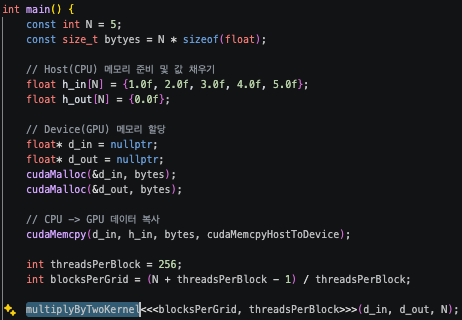 int main() {
    const int N = 5;
    const size_t bytyes = N * sizeof(float);

    // Host(CPU) 메모리 준비 및 값 채우기
    float h_in[N] = {1.0f, 2.0f, 3.0f, 4.0f, 5.0f};
    float h_out[N] = {0.0f};

    // Device(GPU) 메모리 할당
    float* d_in = nullptr;
    float* d_out = nullptr;
    cudaMalloc(&d_in, bytes);
    cudaMalloc(&d_out, bytes);

    // CPU -> GPU 데이터 복사
    cudaMemcpy(d_in, h_in, bytes, cudaMemcpyHostToDevice);

    int threadsPerBlock = 256;
    int blocksPerGrid = (N + threadsPerBlock - 1) / threadsPerBlock;

    multiplyByTwoKernel<<<blocksPerGrid, threadsPerBlock>>>(d_in, d_out, N);